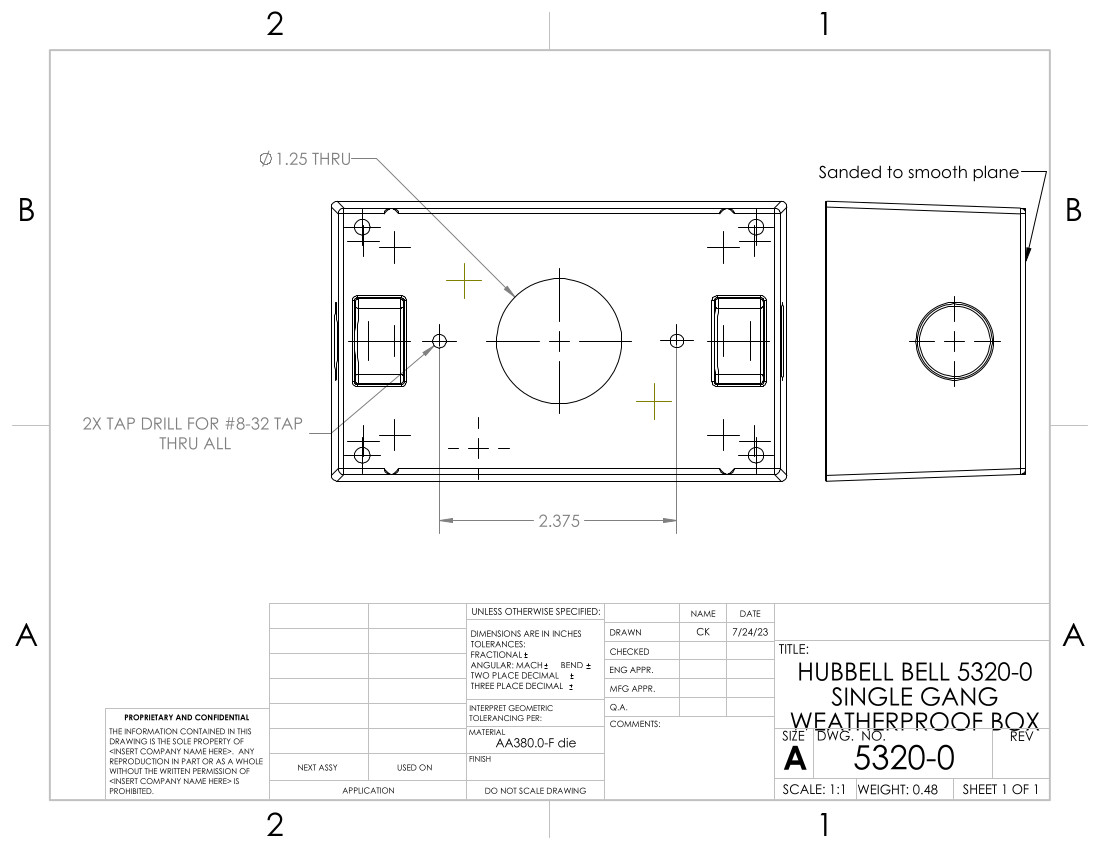 2
1
B
B
A
A
2
1
Ø 1.25 THRU
Sanded to smooth plane
2X TAP DRILL FOR #8-32 TAP
THRU ALL
2.375
PROPRIETARY AND CONFIDENTIAL
THE INFORMATION CONTAINED IN THIS
DRAWING IS THE SOLE PROPERTY OF
<INSERT COMPANY NAME HERE>. ANY
REPRODUCTION IN PART OR AS A WHOLE
WITHOUT THE WRITTEN PERMISSION OF
<INSERT COMPANY NAME HERE> IS
PROHIBITED.
NEXT ASSY
USED ON
APPLICATION
UNLESS OTHERWISE SPECIFIED:
DIMENSIONS ARE IN INCHES
TOLERANCES:
FRACTIONAL ±
ANGULAR: MACH ± BEND ±
TWO PLACE DECIMAL ±
THREE PLACE DECIMAL ±
INTERPRET GEOMETRIC
TOLERANCING PER:
MATERIAL
AA380.0-F die
FINISH
DO NOT SCALE DRAWING
NAME DATE
DRAWN CK 7/24/23
CHECKED
ENG APPR.
MFG APPR.
Q.A.
COMMENTS:
TITLE:
HUBBELL BELL 5320-0
SINGLE GANG
WEATHERPROOF BOX
SIZE DWG. NO. REV
A 5320-0
SCALE: 1:1 WEIGHT: 0.48 SHEET 1 OF 1